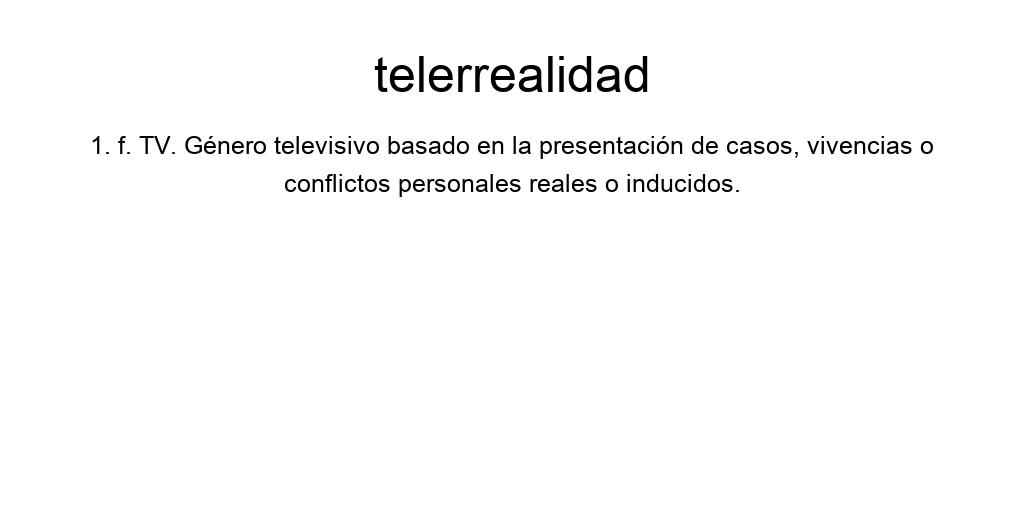 telerrealidad
1. f. TV. Género televisivo basado en la presentación de casos, vivencias o
conflictos personales reales o inducidos.